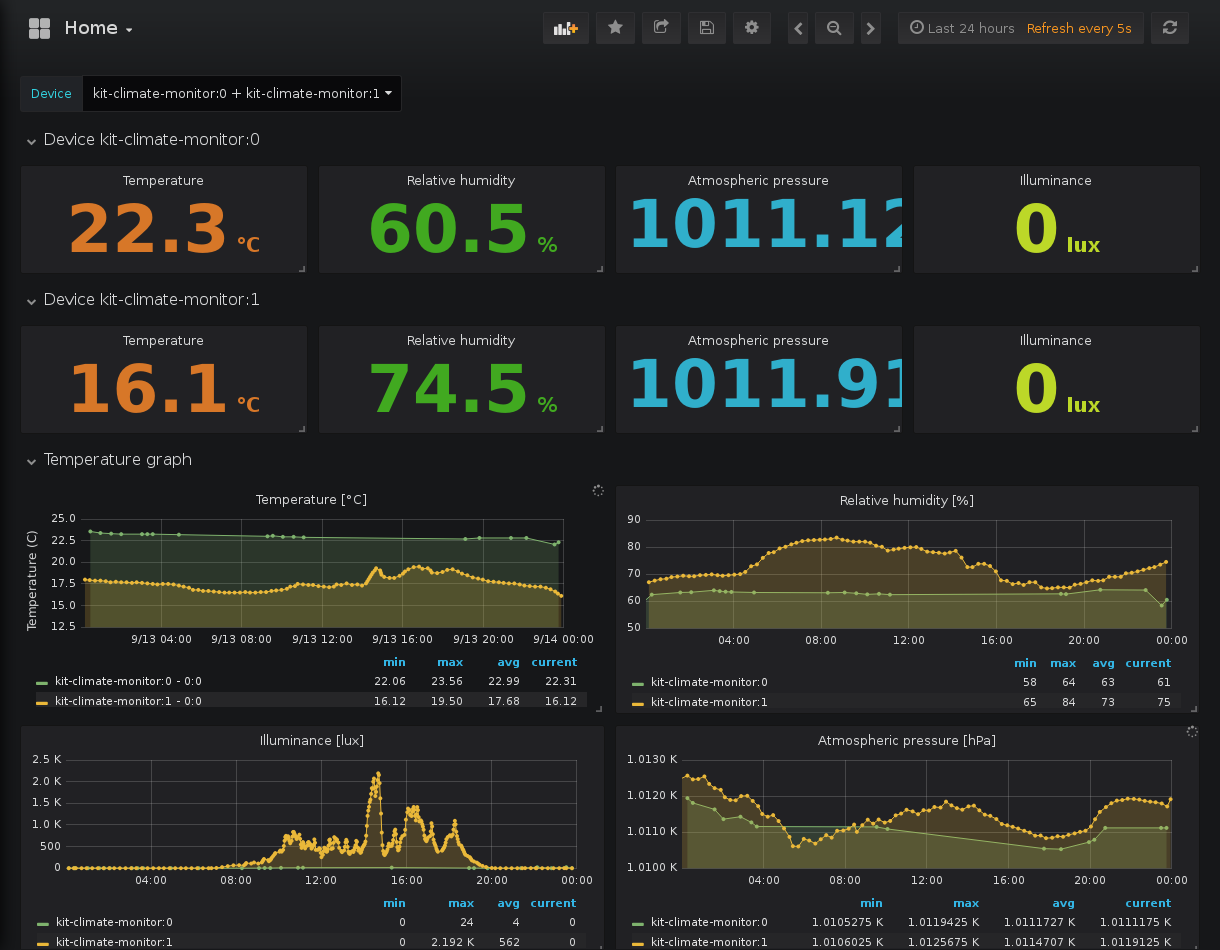 Home
Last 24 hours Refresh every 5s
Device kit-climate-monitor:0 + kit-climate-monitor:1
Device kit-climate-monitor:0
Temperature Relative humidity Atmospheric pressure Illuminance
22.3 °C 60.5 % 1011.12 0 lux
Device kit-climate-monitor:1
Temperature Relative humidity Atmospheric pressure Illuminance
16.1 °C 74.5 % 1011.91 0 lux
Temperature graph
Temperature [°C]
Temperature (C)
25.0
22.5
20.0
17.5
15.0
12.5
9/13 04:00 9/13 08:00 9/13 12:00 9/13 16:00 9/13 20:00 9/14 00:00
min max avg current
kit-climate-monitor:0 - 0:0 22.06 23.56 22.99 22.31
kit-climate-monitor:1 - 0:0 16.12 19.50 17.68 16.12
Relative humidity [%]
90
80
70
60
50
04:00 08:00 12:00 16:00 20:00 00:00
min max avg current
kit-climate-monitor:0 58 64 63 61
kit-climate-monitor:1 65 84 73 75
Illuminance [lux]
2.5 K
2.0 K
1.5 K
1.0 K
500
0
04:00 08:00 12:00 16:00 20:00 00:00
min max avg current
kit-climate-monitor:0 0 24 4 0
kit-climate-monitor:1 0 2.192 K 562 0
Atmospheric pressure [hPa]
1.0130 K
1.0120 K
1.0110 K
1.0100 K
04:00 08:00 12:00 16:00 20:00 00:00
min max avg current
kit-climate-monitor:0 1.0105275 K 1.0119425 K 1.0111727 K 1.0111175 K
kit-climate-monitor:1 1.0106025 K 1.0125675 K 1.0114707 K 1.0119125 K